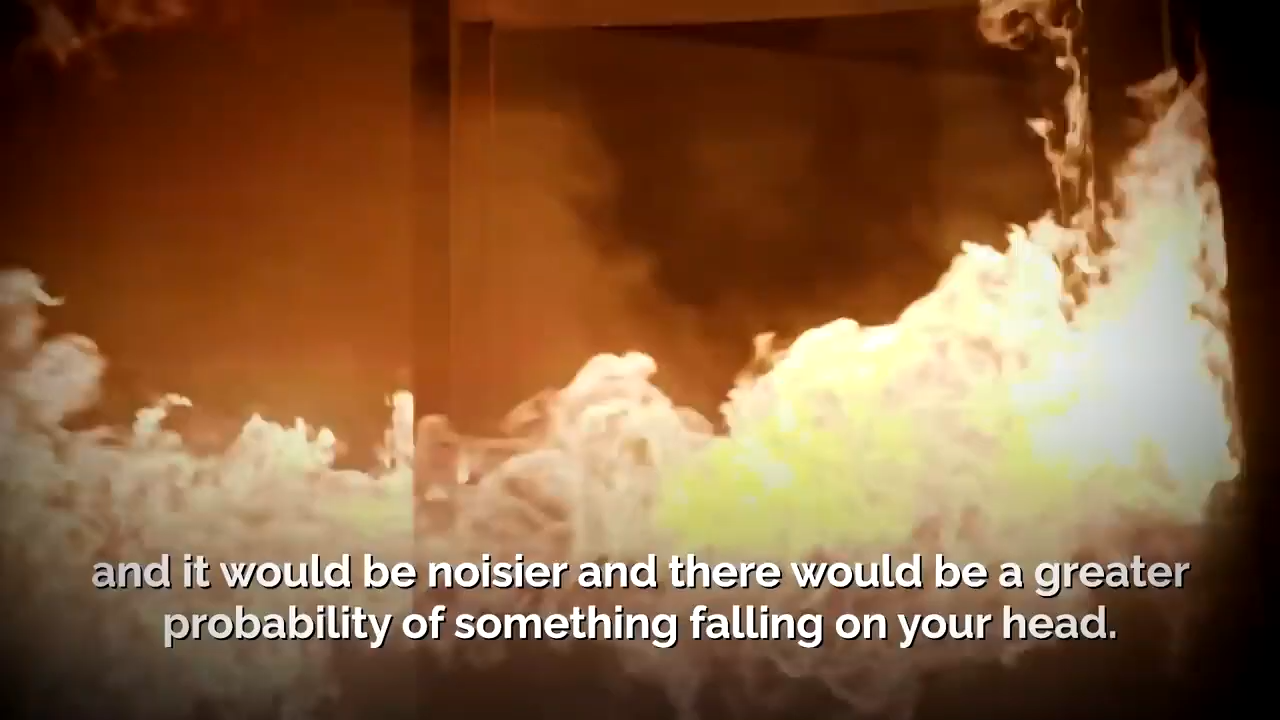 and it would be noisier and there would be a greater
probability of something falling on your head.